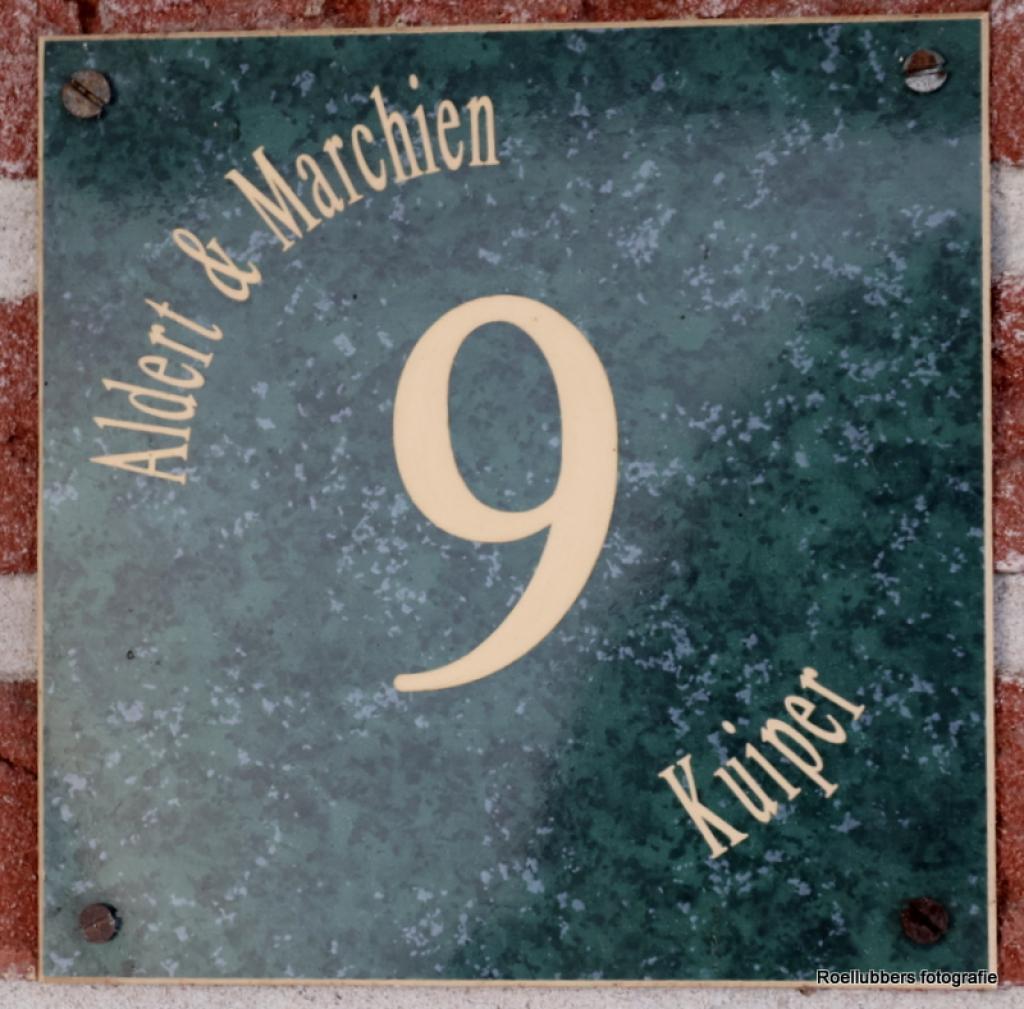 Aldert & Marchien
9
Kuiper
Roellubbers fotografie